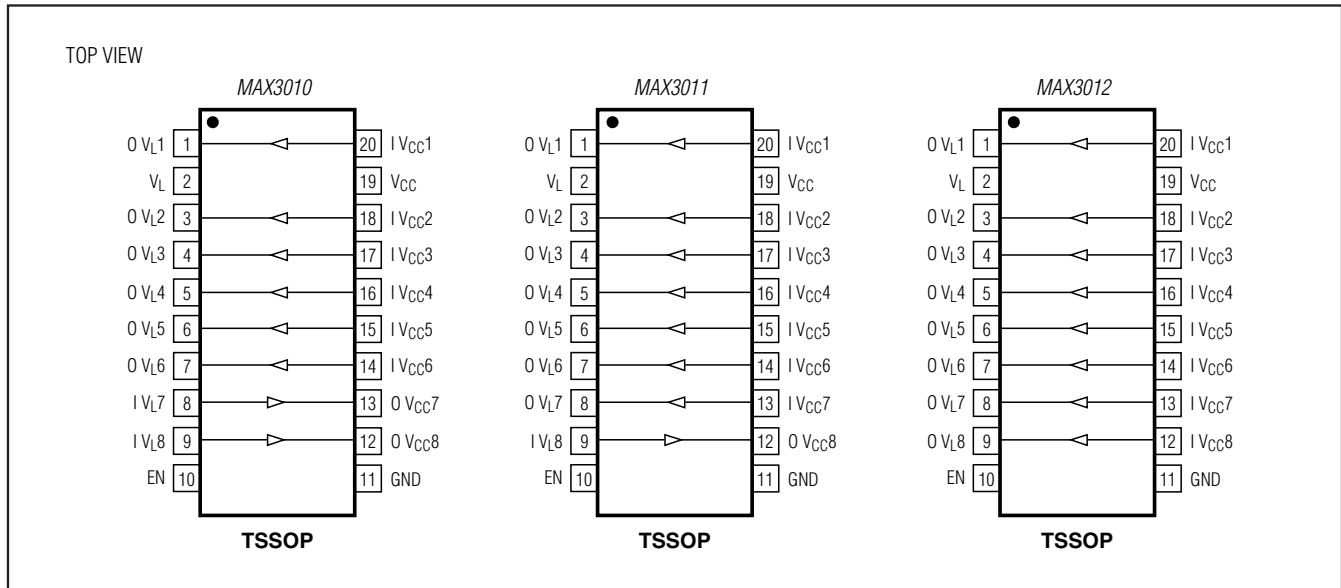 TOP VIEW
MAX3010
O VL1 1 20 I VCC1
VL 2 19 VCC
O VL2 3 18 I VCC2
O VL3 4 17 I VCC3
O VL4 5 16 I VCC4
O VL5 6 15 I VCC5
O VL6 7 14 I VCC6
I VL7 8 13 O VCC7
I VL8 9 12 O VCC8
EN 10 11 GND
TSSOP
MAX3011
O VL1 1 20 I VCC1
VL 2 19 VCC
O VL2 3 18 I VCC2
O VL3 4 17 I VCC3
O VL4 5 16 I VCC4
O VL5 6 15 I VCC5
O VL6 7 14 I VCC6
O VL7 8 13 I VCC7
I VL8 9 12 O VCC8
EN 10 11 GND
TSSOP
MAX3012
O VL1 1 20 I VCC1
VL 2 19 VCC
O VL2 3 18 I VCC2
O VL3 4 17 I VCC3
O VL4 5 16 I VCC4
O VL5 6 15 I VCC5
O VL6 7 14 I VCC6
O VL7 8 13 I VCC7
O VL8 9 12 I VCC8
EN 10 11 GND
TSSOP